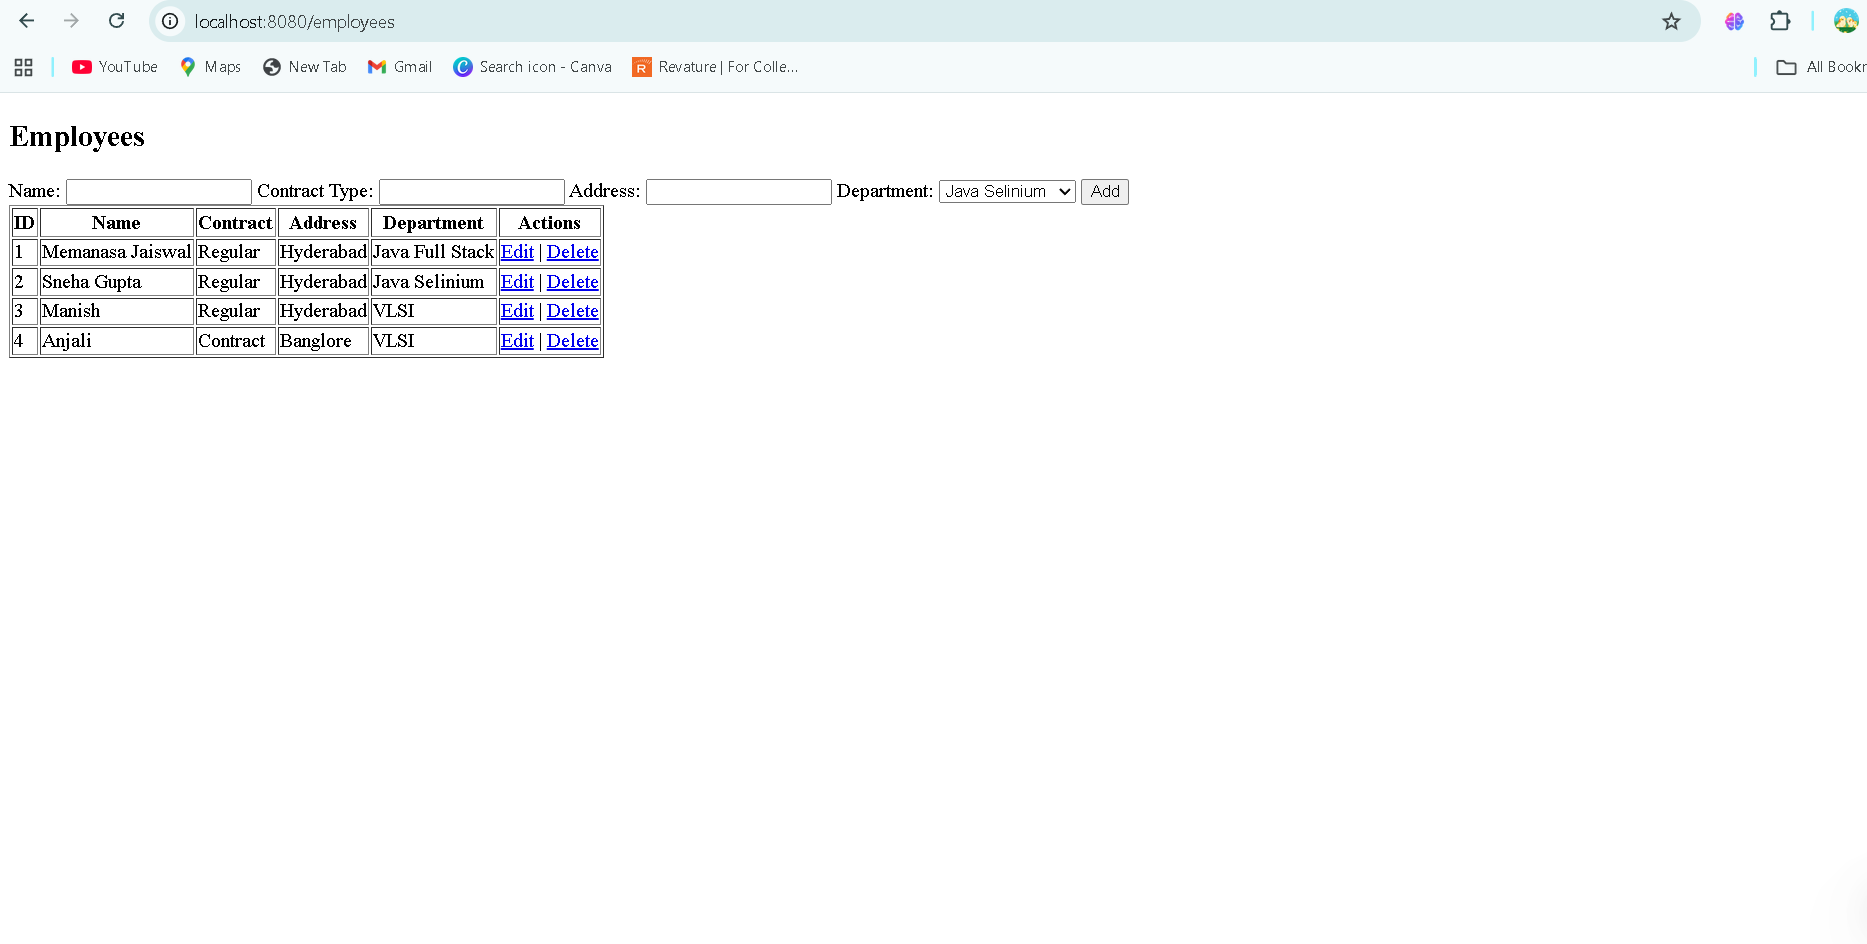 localhost:8080/employees
YouTube Maps New Tab Gmail Search icon - Canva R Revature | For Colle... All Bookr
Employees
Name: Contract Type: Address: Department: Java Selinium Add
ID Name Contract Address Department Actions
1 Memanasa Jaiswal Regular Hyderabad Java Full Stack Edit | Delete
2 Sneha Gupta Regular Hyderabad Java Selinium Edit | Delete
3 Manish Regular Hyderabad VLSI Edit | Delete
4 Anjali Contract Banglore VLSI Edit | Delete